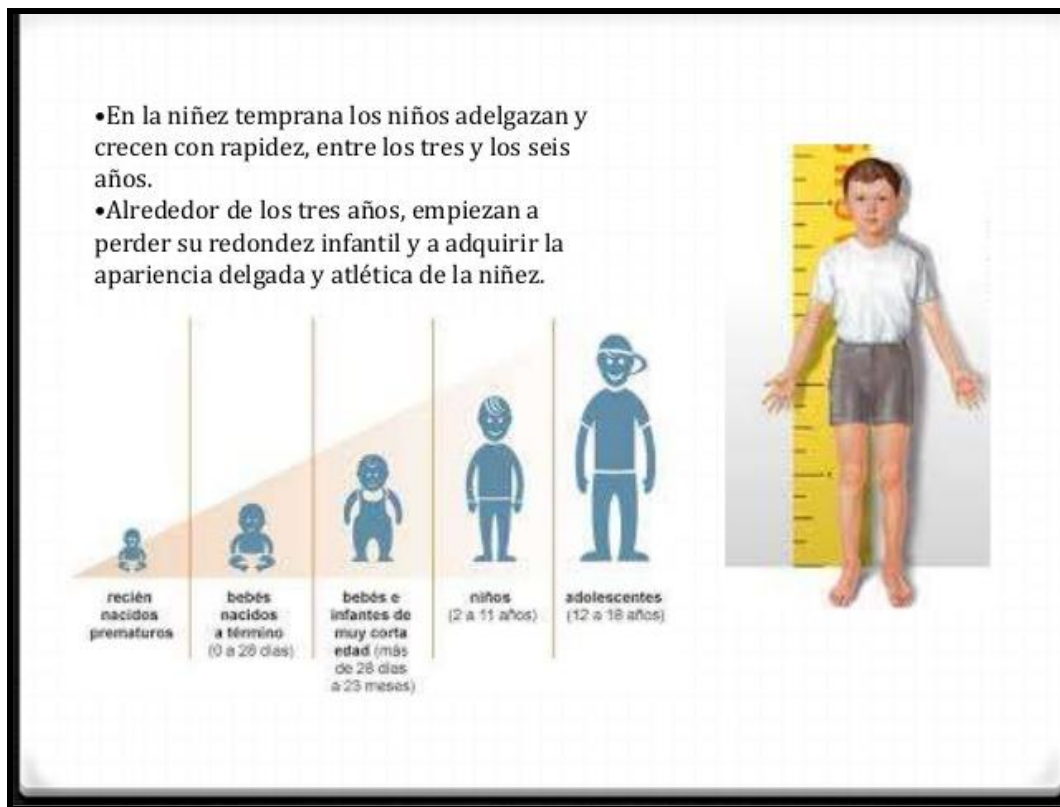 •En la niñez temprana los niños adelgazan y
crecen con rapidez, entre los tres y los seis
años.
•Alrededor de los tres años, empiezan a
perder su redondez infantil y a adquirir la
apariencia delgada y atlética de la niñez.
recién
nacidos
prematuros
bebés
nacidos
a término
(0 a 28 días)
bebés e
infantes de
muy corta
edad (más
de 28 días
a 23 meses)
niños
(2 a 11 años)
adolescentes
(12 a 18 años)